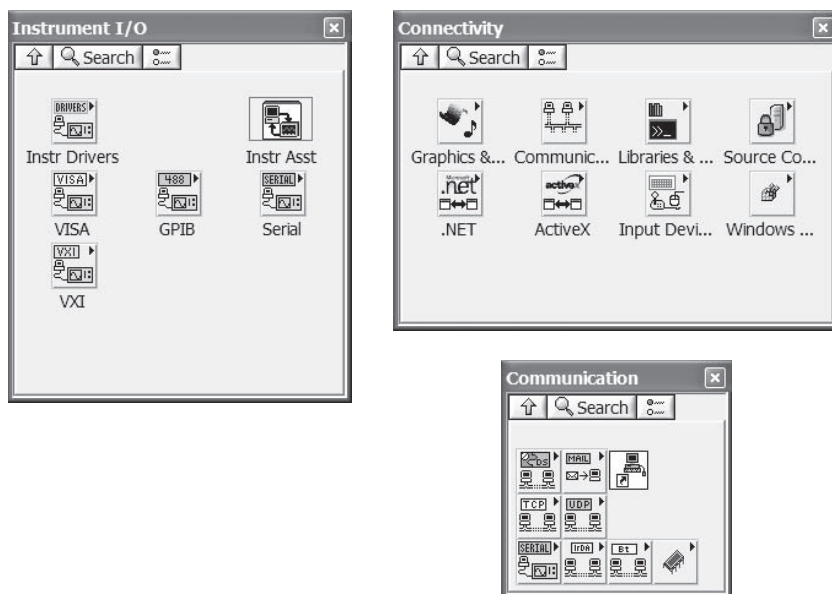 Instrument I/O
Search
DRIVERS
Instr Drivers
Instr Asst
VISA
488
SERIAL
VISA
GPIB
Serial
VXI
VXI
Connectivity
Search
Graphics &...
Communic...
Libraries & ...
Source Co...
Microsoft
.net
activex
.NET
ActiveX
Input Devi...
Windows ...
Communication
Search
DS
MAIL
TCP
UDP
SERIAL
IrDA
Bt